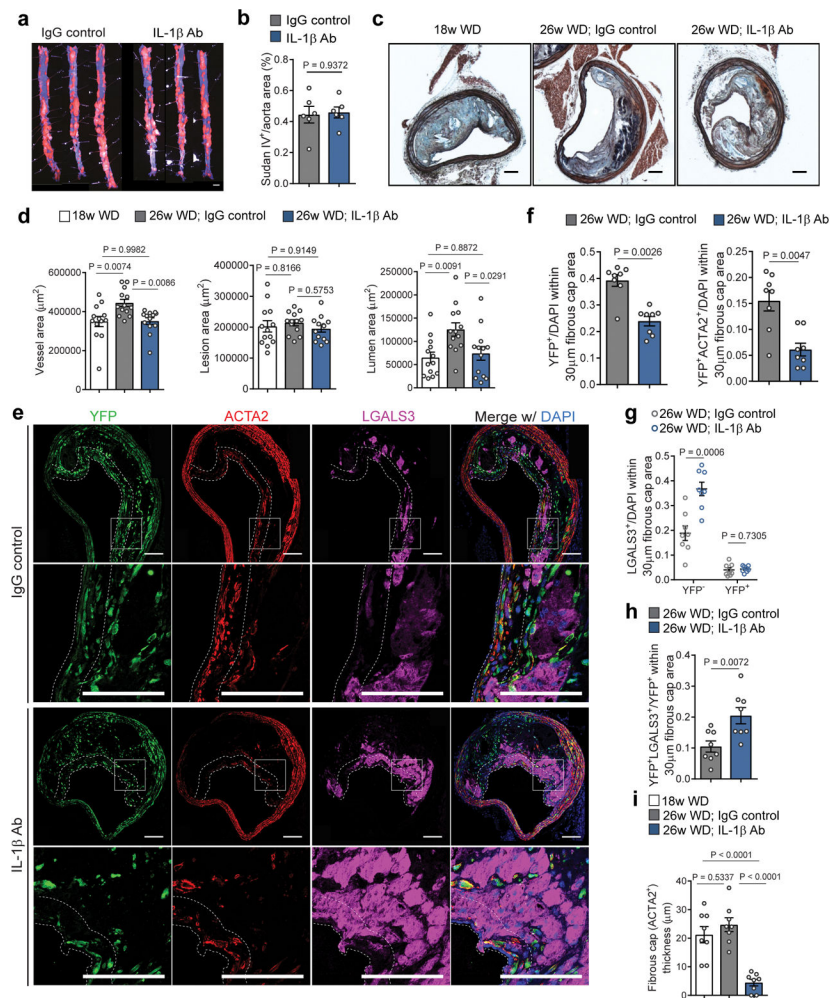 a
IgG control
IL-1β Ab
b
IgG control
IL-1β Ab
P = 0.9372
Sudan IV⁺/aorta area (%)
0.8
0.6
0.4
0.2
0.0
c
18w WD
26w WD; IgG control
26w WD; IL-1β Ab
d
18w WD
26w WD; IgG control
26w WD; IL-1β Ab
P = 0.9982
P = 0.0074
P = 0.0086
Vessel area (μm²)
600000
400000
200000
0
P = 0.9149
P = 0.8166
P = 0.5753
Lesion area (μm²)
400000
300000
200000
100000
0
P = 0.8872
P = 0.0091
P = 0.0291
Lumen area (μm²)
250000
200000
150000
100000
50000
0
f
26w WD; IgG control
26w WD; IL-1β Ab
P = 0.0026
YFP⁺/DAPI within
30μm fibrous cap area
0.5
0.4
0.3
0.2
0.1
0.0
P = 0.0047
YFP⁺ACTA2⁺/DAPI within
30μm fibrous cap area
0.25
0.20
0.15
0.10
0.05
0.00
e
YFP
ACTA2
LGALS3
Merge w/ DAPI
IgG control
IL-1β Ab
g
26w WD; IgG control
26w WD; IL-1β Ab
P = 0.0006
P = 0.7305
LGALS3⁺/DAPI within
30μm fibrous cap area
0.5
0.4
0.3
0.2
0.1
0.0
YFP⁻
YFP⁺
h
26w WD; IgG control
26w WD; IL-1β Ab
P = 0.0072
YFP⁺LGALS3⁺/YFP⁺ within
30μm fibrous cap area
0.4
0.3
0.2
0.1
0.0
i
18w WD
26w WD; IgG control
26w WD; IL-1β Ab
P < 0.0001
P = 0.5337
P < 0.0001
Fibrous cap (ACTA2⁺)
thickness (μm)
40
30
20
10
0